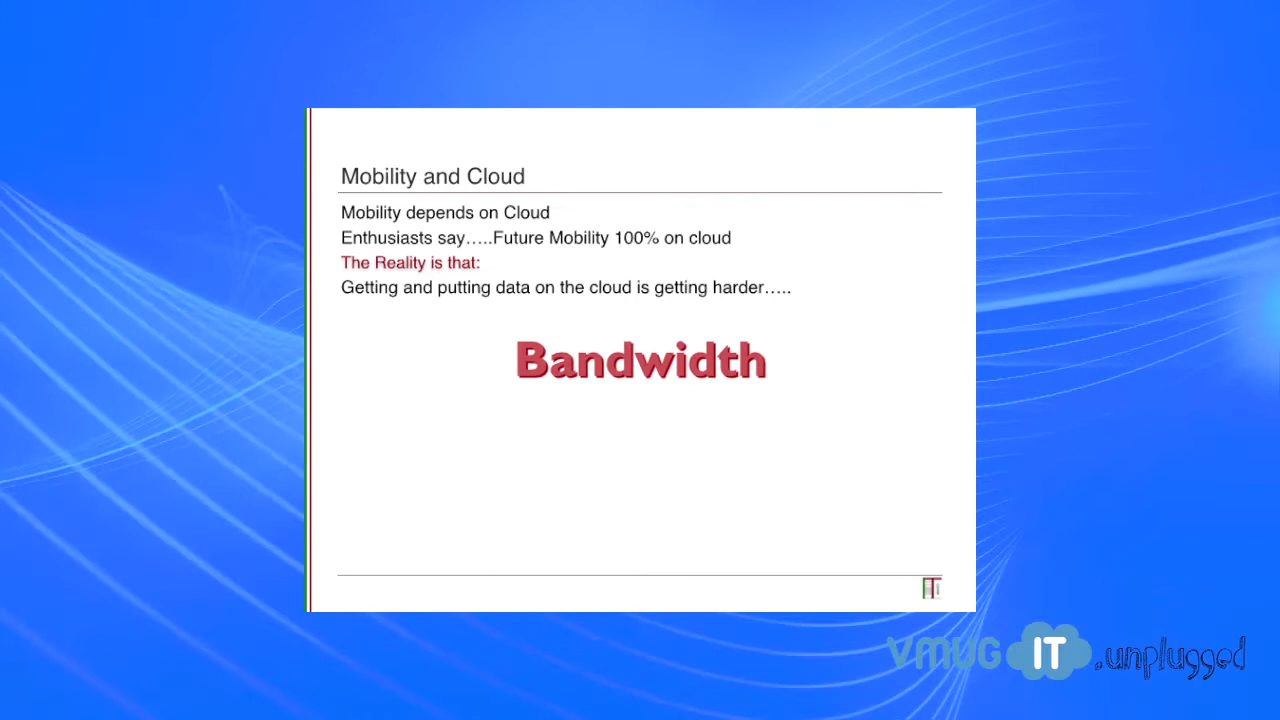 Mobility and Cloud
Mobility depends on Cloud
Enthusiasts say…..Future Mobility 100% on cloud
The Reality is that:
Getting and putting data on the cloud is getting harder…..
Bandwidth
VMUG IT .unplugged